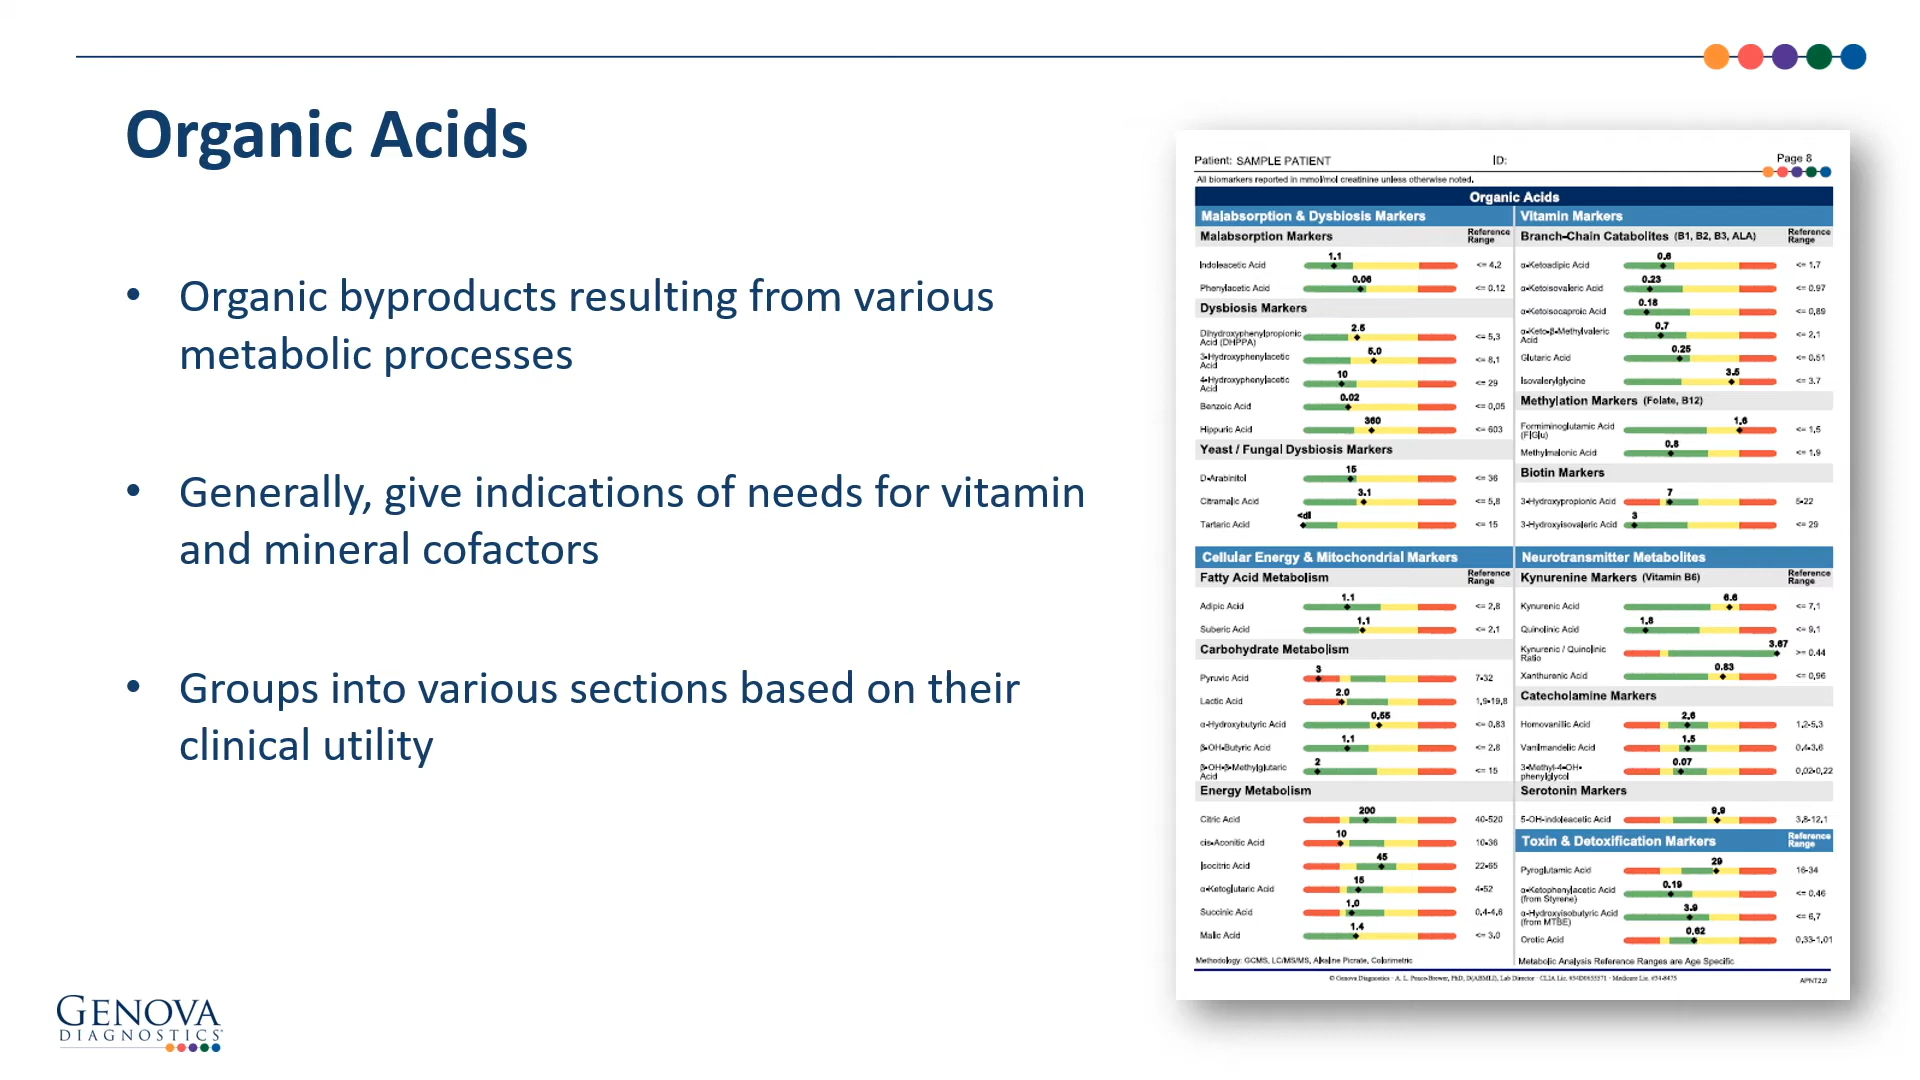 Organic Acids
• Organic byproducts resulting from various
metabolic processes
• Generally, give indications of needs for vitamin
and mineral cofactors
• Groups into various sections based on their
clinical utility
GENOVA
DIAGNOSTICS
Patient: SAMPLE PATIENT ID: Page 8
All biomarkers reported in mmol/mol creatinine unless otherwise noted.
Organic Acids
Malabsorption & Dysbiosis Markers
Malabsorption Markers Reference Range
Indoleacetic Acid 1.1 <= 4.2
Phenylacetic Acid 0.06 <= 0.12
Dysbiosis Markers
Dihydroxyphenylpropionic Acid (DHPPA) 2.5 <= 5.3
3-Hydroxyphenylacetic Acid 5.0 <= 8.1
4-Hydroxyphenylacetic Acid 10 <= 29
Benzoic Acid 0.02 <= 0.05
Hippuric Acid 360 <= 603
Yeast / Fungal Dysbiosis Markers
D-Arabinitol 15 <= 36
Citramalic Acid 3.1 <= 5.8
Tartaric Acid <dl <= 15
Cellular Energy & Mitochondrial Markers
Fatty Acid Metabolism Reference Range
Adipic Acid 1.1 <= 2.8
Suberic Acid 1.1 <= 2.1
Carbohydrate Metabolism
Pyruvic Acid 3 7-32
Lactic Acid 2.0 1.9-19.8
α-Hydroxybutyric Acid 0.55 <= 0.83
β-OH-Butyric Acid 1.1 <= 2.8
β-OH-β-Methylglutaric Acid 2 <= 15
Energy Metabolism
Citric Acid 200 40-520
cis-Aconitic Acid 10 10-36
Isocitric Acid 45 22-65
α-Ketoglutaric Acid 15 4-52
Succinic Acid 1.0 0.4-4.6
Malic Acid 1.4 <= 3.0
Methodology: GCMS, LC/MS/MS, Alkaline Picrate, Colorimetric
Vitamin Markers
Branch-Chain Catabolites (B1, B2, B3, ALA) Reference Range
α-Ketoadipic Acid 0.6 <= 1.7
α-Ketoisovaleric Acid 0.23 <= 0.97
α-Ketoisocaproic Acid 0.18 <= 0.89
α-Keto-β-Methylvaleric Acid 0.7 <= 2.1
Glutaric Acid 0.25 <= 0.51
Isovalerylglycine 3.5 <= 3.7
Methylation Markers (Folate, B12)
Formiminoglutamic Acid (FIGlu) 1.6 <= 1.5
Methylmalonic Acid 0.8 <= 1.9
Biotin Markers
3-Hydroxypropionic Acid 7 5-22
3-Hydroxyisovaleric Acid 3 <= 29
Neurotransmitter Metabolites
Kynurenine Markers (Vitamin B6) Reference Range
Kynurenic Acid 6.6 <= 7.1
Quinolinic Acid 1.8 <= 9.1
Kynurenic / Quinolinic Ratio 3.67 >= 0.44
Xanthurenic Acid 0.83 <= 0.96
Catecholamine Markers
Homovanillic Acid 2.6 1.2-5.3
Vanilmandelic Acid 1.5 0.4-3.6
3-Methyl-4-OH-phenylglycol 0.07 0.02-0.22
Serotonin Markers
5-OH-indoleacetic Acid 9.9 3.8-12.1
Toxin & Detoxification Markers Reference Range
Pyroglutamic Acid 29 16-34
α-Ketophenylacetic Acid (from Styrene) 0.19 <= 0.46
α-Hydroxyisobutyric Acid (from MTBE) 3.9 <= 6.7
Orotic Acid 0.62 0.33-1.01
Metabolic Analysis Reference Ranges are Age Specific
© Genova Diagnostics · A. L. Peace-Brewer, PhD, D(ABMLI), Lab Director · CLIA Lic. #34D0655571 · Medicare Lic. #34-8475